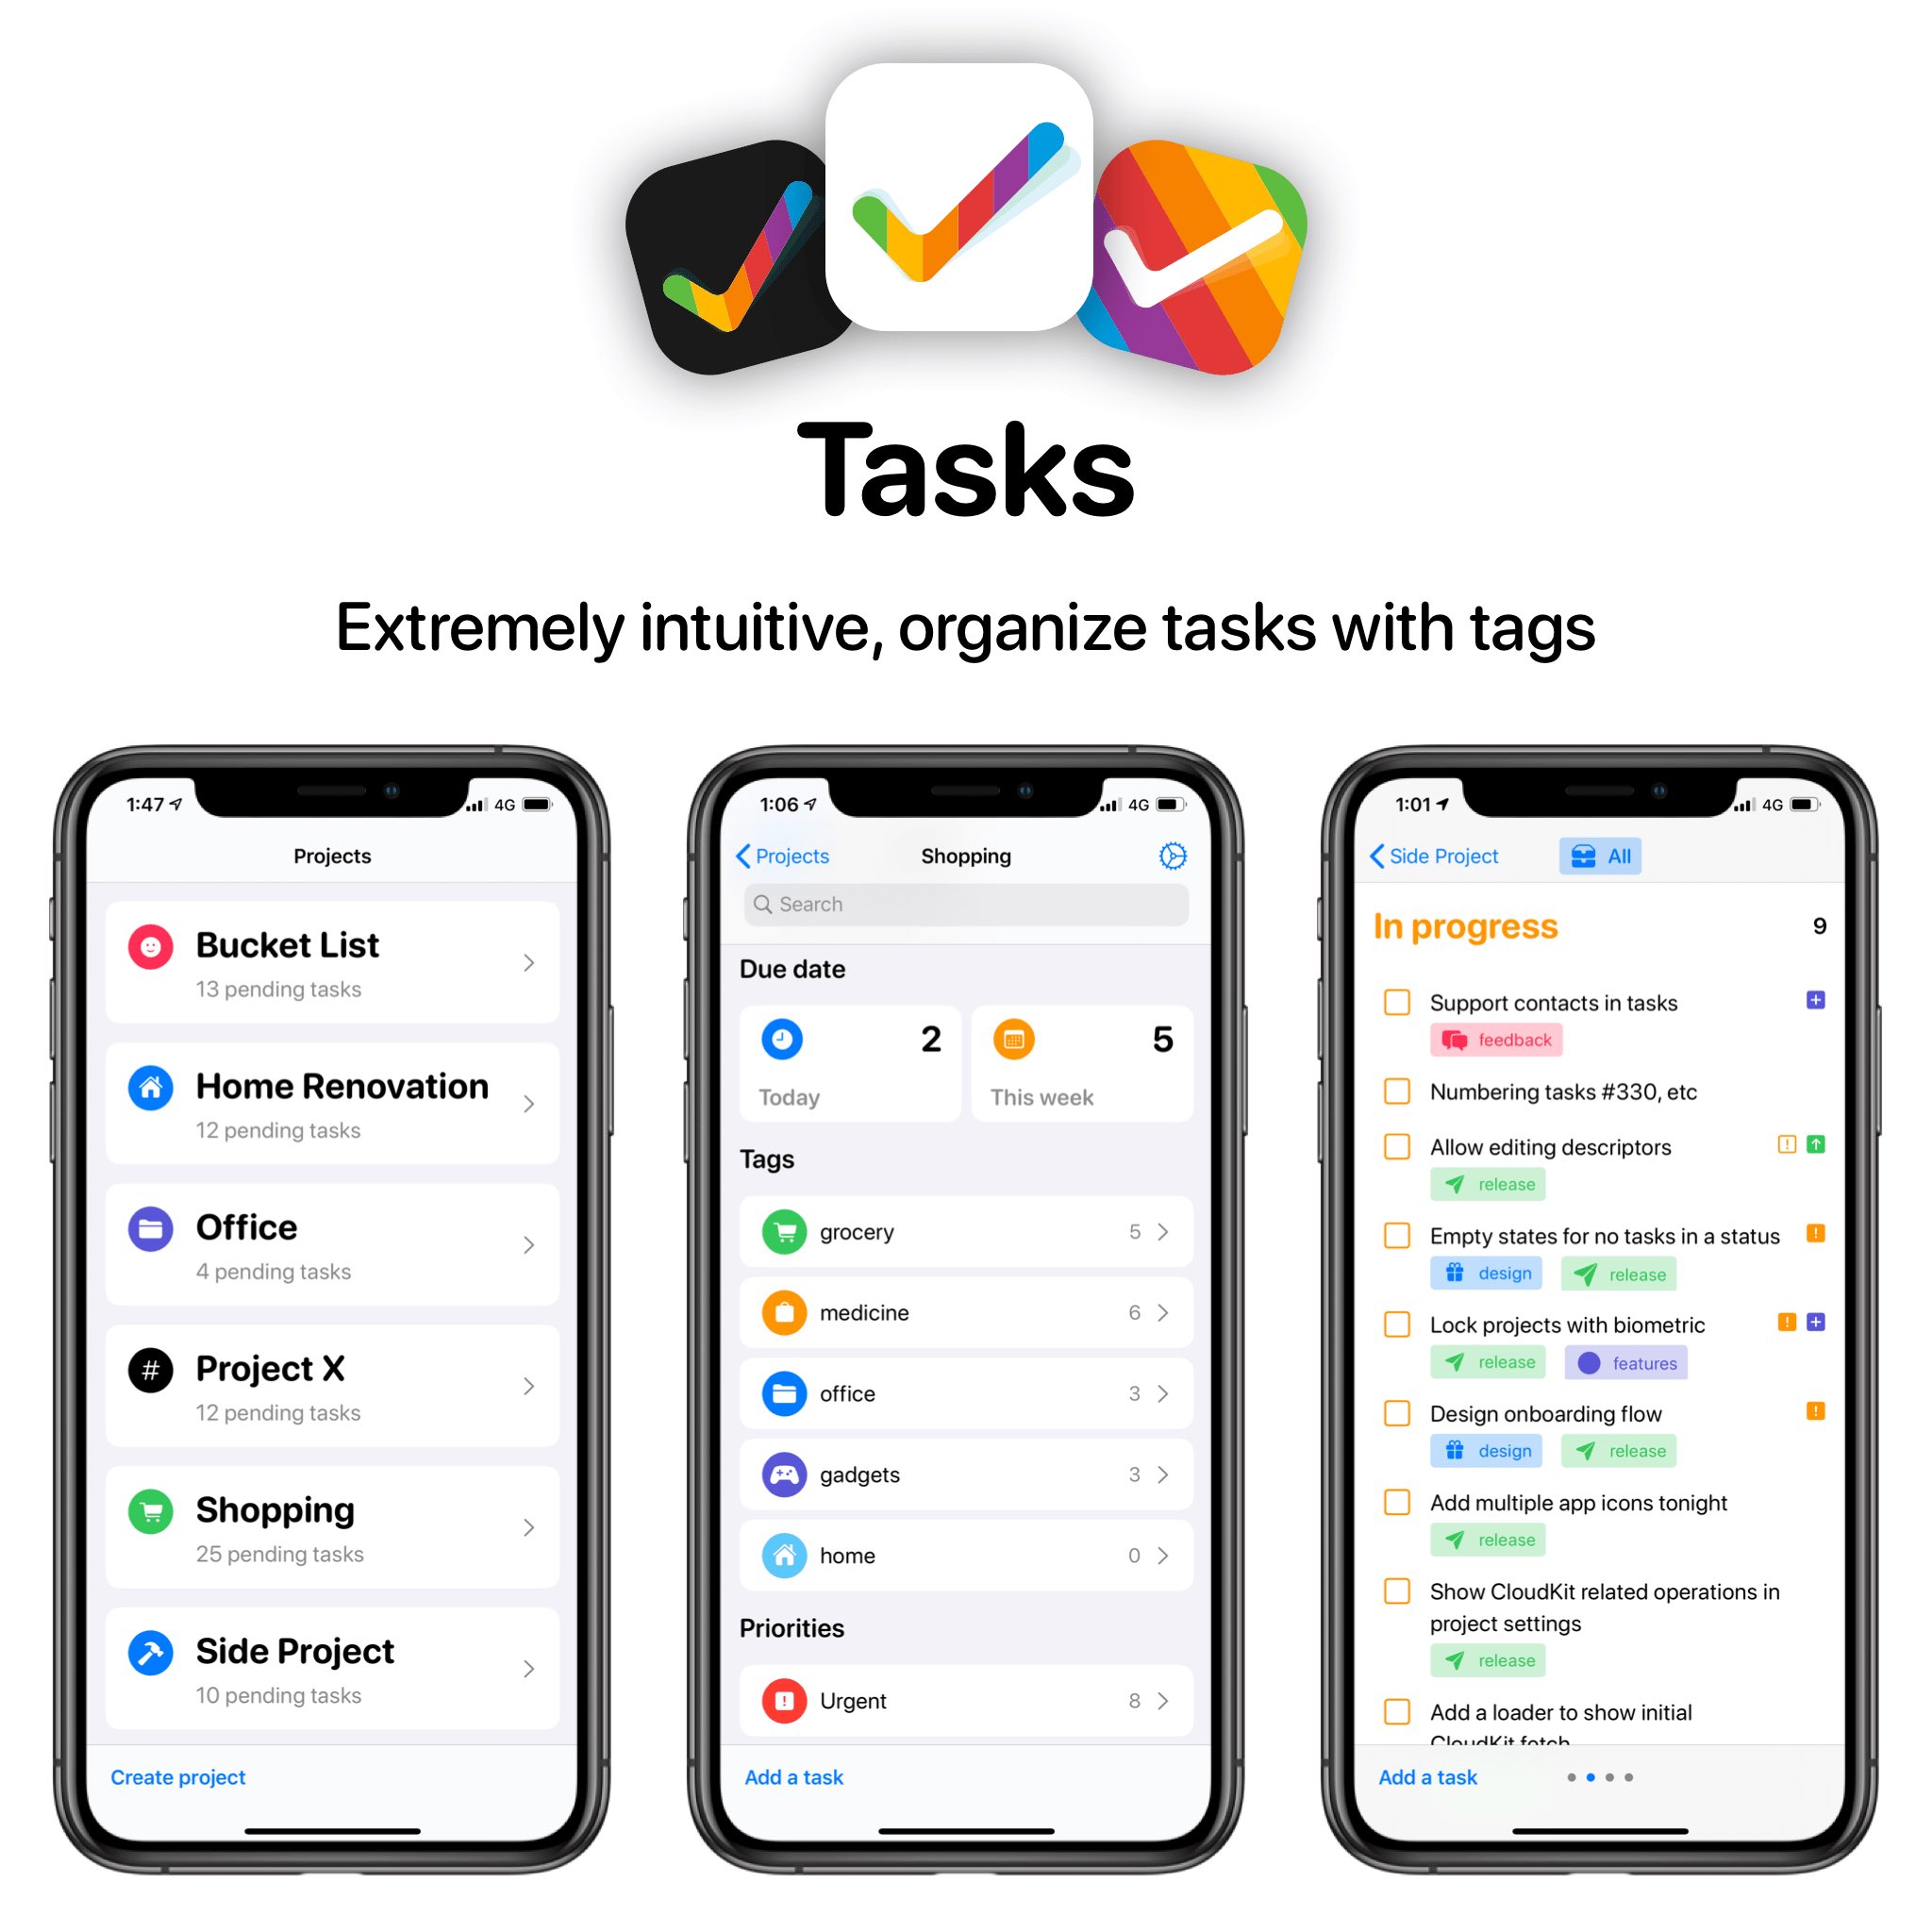 Tasks
Extremely intuitive, organize tasks with tags
1:47
4G
Projects
Bucket List
13 pending tasks
Home Renovation
12 pending tasks
Office
4 pending tasks
#
Project X
12 pending tasks
Shopping
25 pending tasks
Side Project
10 pending tasks
Create project
1:06
4G
Projects
Shopping
Search
Due date
2
Today
5
This week
Tags
grocery 5
medicine 6
office 3
gadgets 3
home 0
Priorities
! Urgent 8
Add a task
1:01
4G
Side Project
All
In progress 9
Support contacts in tasks +
feedback
Numbering tasks #330, etc
Allow editing descriptors !
release
Empty states for no tasks in a status !
design release
Lock projects with biometric ! +
release features
Design onboarding flow !
design release
Add multiple app icons tonight
release
Show CloudKit related operations in
project settings
release
Add a loader to show initial
CloudKit fetch
Add a task